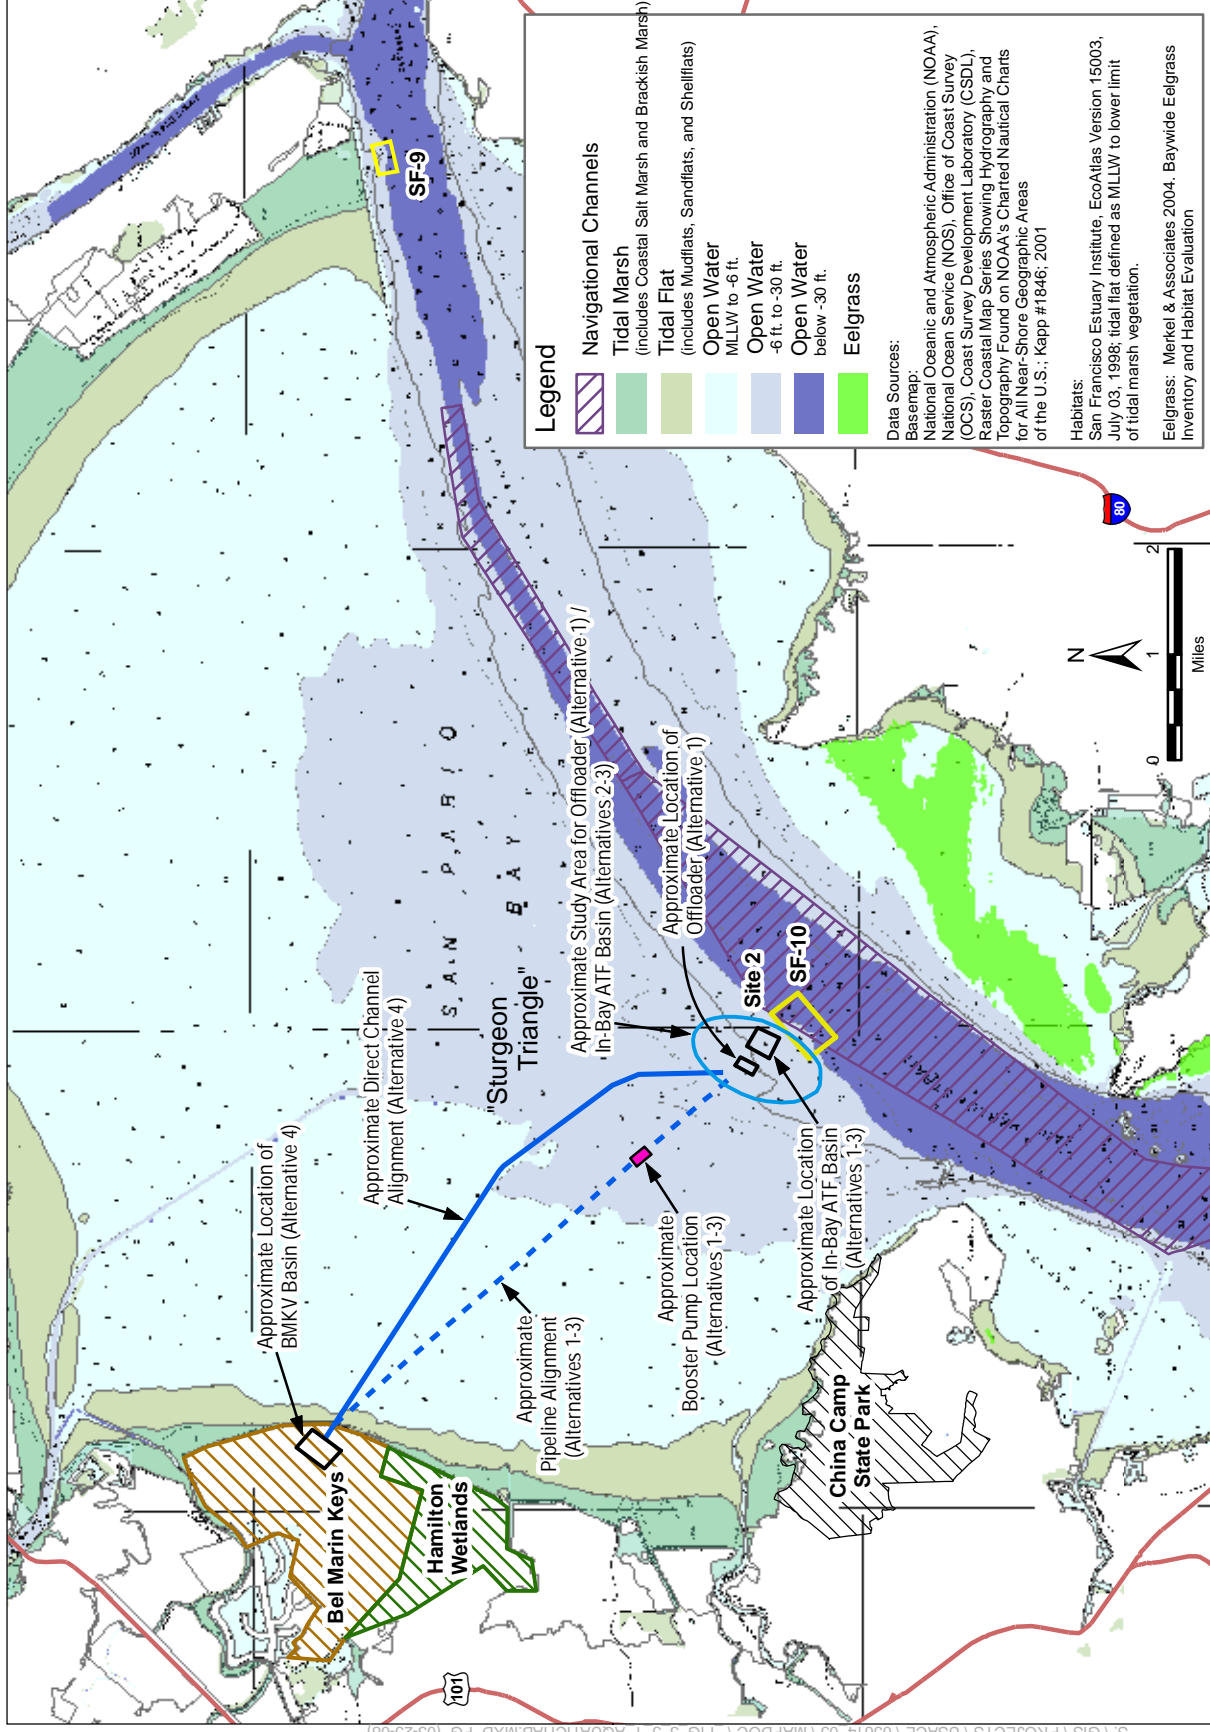 Approximate Location of
BMKV Basin (Alternative 4)
Approximate Direct Channel
Alignment (Alternative 4)
SAN PABLO
BAY
"Sturgeon
Triangle"
Approximate Study Area for Offloader (Alternative 1) /
In-Bay ATF Basin (Alternatives 2-3)
Approximate Location of
Offloader (Alternative 1)
Site 2
SF-10
SF-9
Bel Marin Keys
Hamilton
Wetlands
Approximate
Pipeline Alignment
(Alternatives 1-3)
Approximate
Booster Pump Location
(Alternatives 1-3)
Approximate Location
of In-Bay ATF Basin
(Alternatives 1-3)
China Camp
State Park
101
80
N
0 1 2
Miles
Legend
Navigational Channels
Tidal Marsh
(includes Coastal Salt Marsh and Brackish Marsh)
Tidal Flat
(includes Mudflats, Sandflats, and Shellflats)
Open Water
MLLW to -6 ft.
Open Water
-6 ft. to -30 ft.
Open Water
below -30 ft.
Eelgrass
Data Sources:
Basemap:
National Oceanic and Atmospheric Administration (NOAA),
National Ocean Service (NOS), Office of Coast Survey
(OCS), Coast Survey Development Laboratory (CSDL),
Raster Coastal Map Series Showing Hydrography and
Topography Found on NOAA's Charted Nautical Charts
for All Near-Shore Geographic Areas
of the U.S.; Kapp #1846; 2001
Habitats:
San Francisco Estuary Institute, EcoAtlas Version 15003,
July 03, 1998; tidal flat defined as MLLW to lower limit
of tidal marsh vegetation.
Eelgrass: Merkel & Associates 2004. Baywide Eelgrass
Inventory and Habitat Evaluation